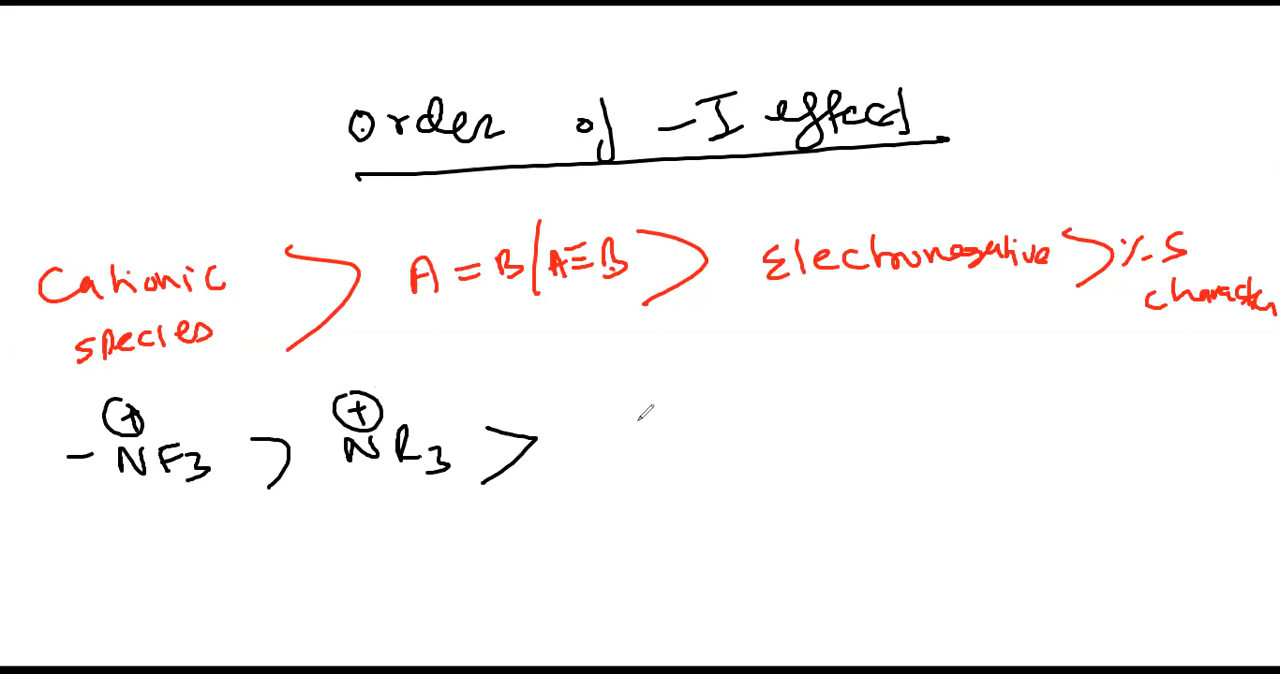 order of -I effect
Cationic species > A=B/A≡B > Electronegative > %-S character
-N⊕F3 > N⊕R3 >